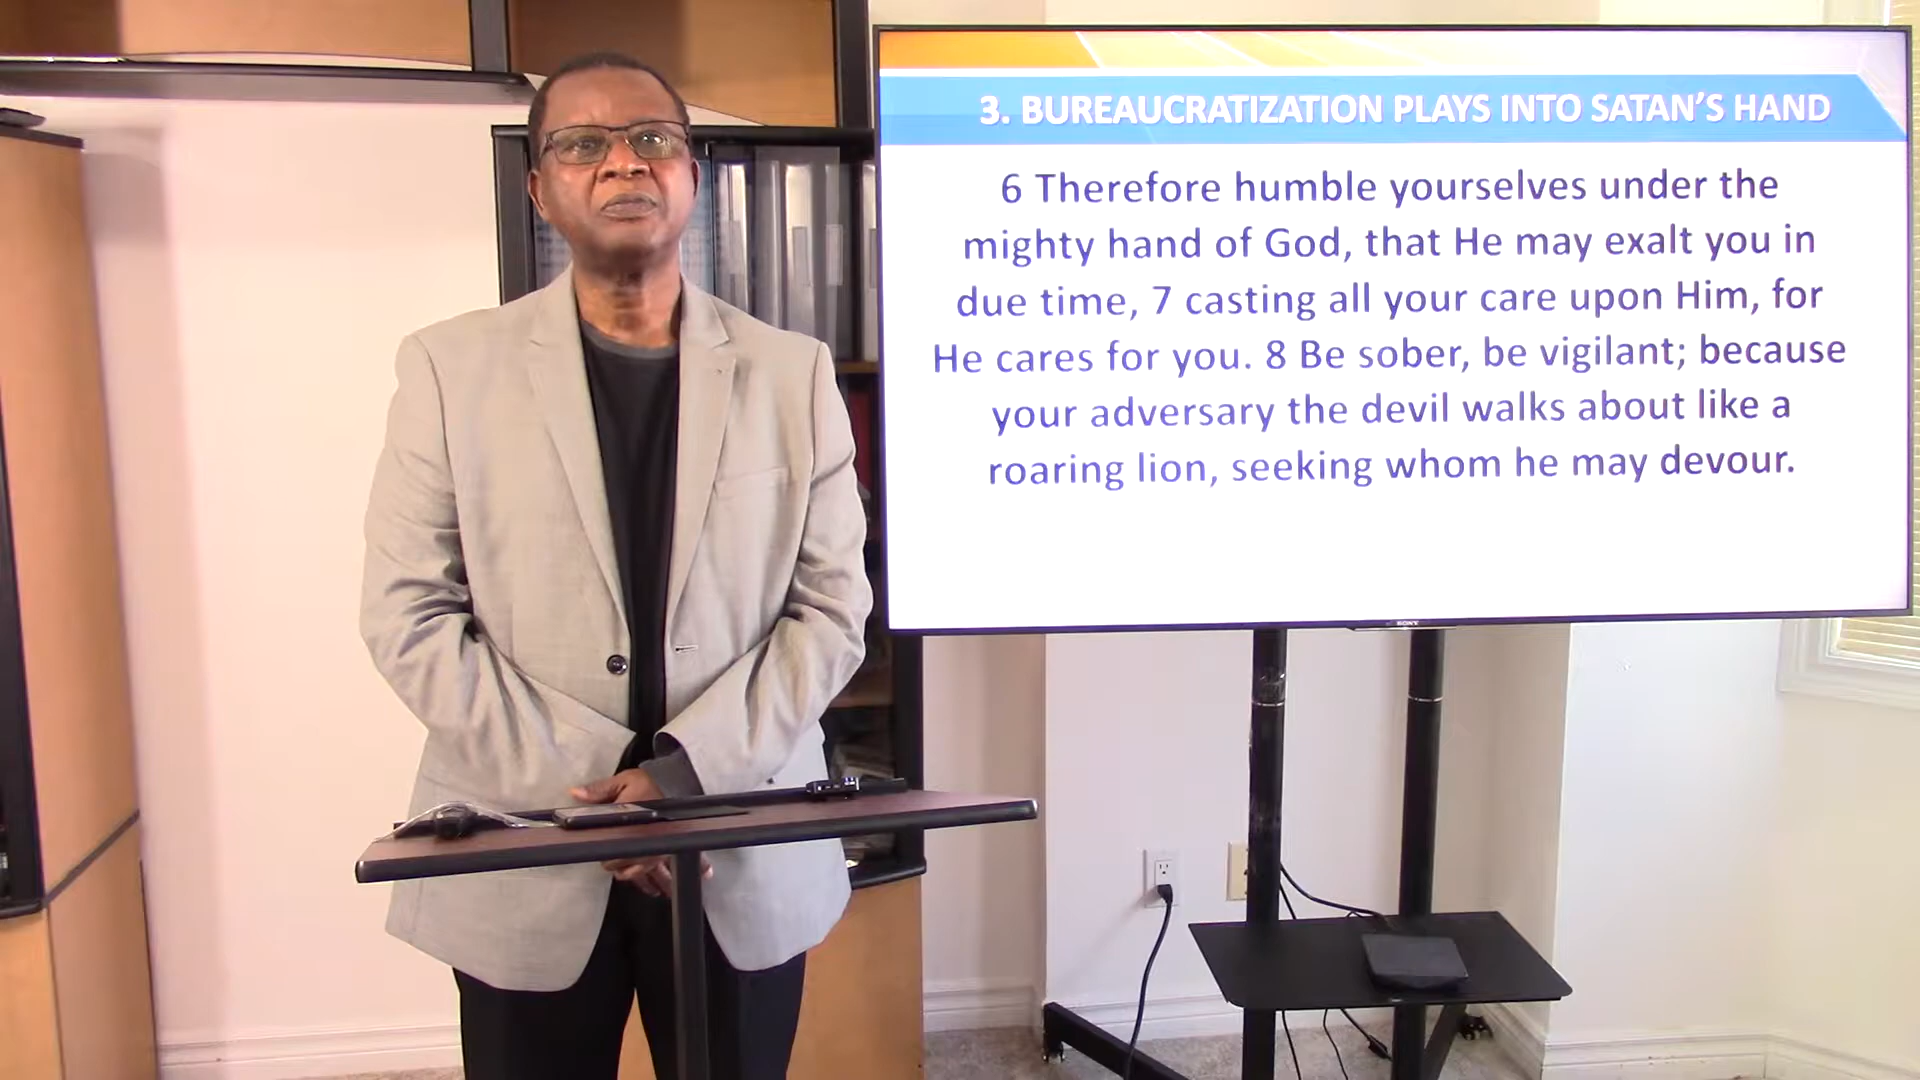 3. BUREAUCRATIZATION PLAYS INTO SATAN’S HAND
6 Therefore humble yourselves under the
mighty hand of God, that He may exalt you in
due time, 7 casting all your care upon Him, for
He cares for you. 8 Be sober, be vigilant; because
your adversary the devil walks about like a
roaring lion, seeking whom he may devour.
SONY